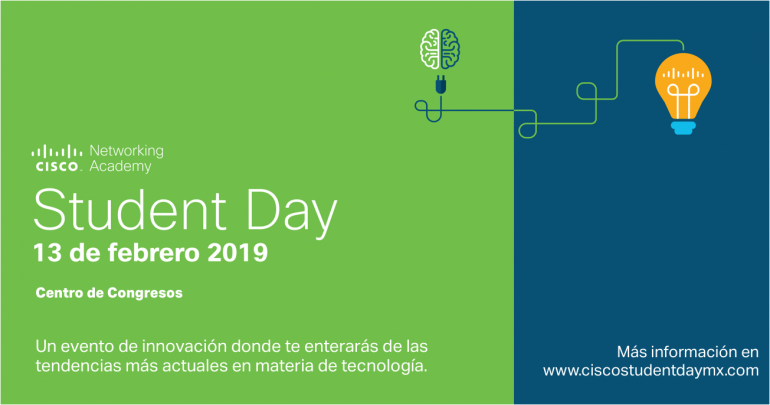 Networking
CISCO. Academy
Student Day
13 de febrero 2019
Centro de Congresos
Un evento de innovación donde te enterarás de las
tendencias más actuales en materia de tecnología.
Más información en
www.ciscostudentdaymx.com